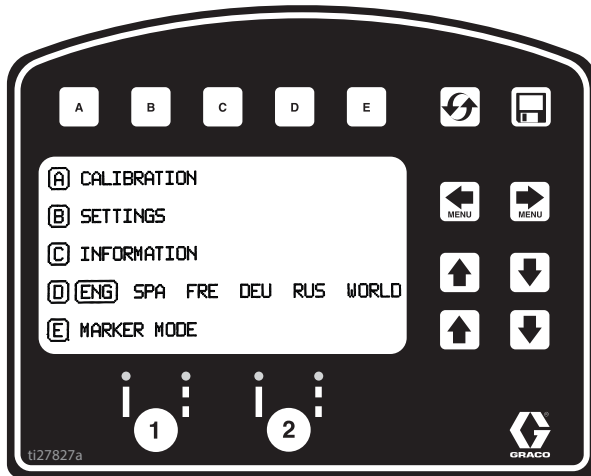 A B C D E
A CALIBRATION
B SETTINGS
C INFORMATION
D ENG SPA FRE DEU RUS WORLD
E MARKER MODE
MENU MENU
1 2
ti27827a
GRACO